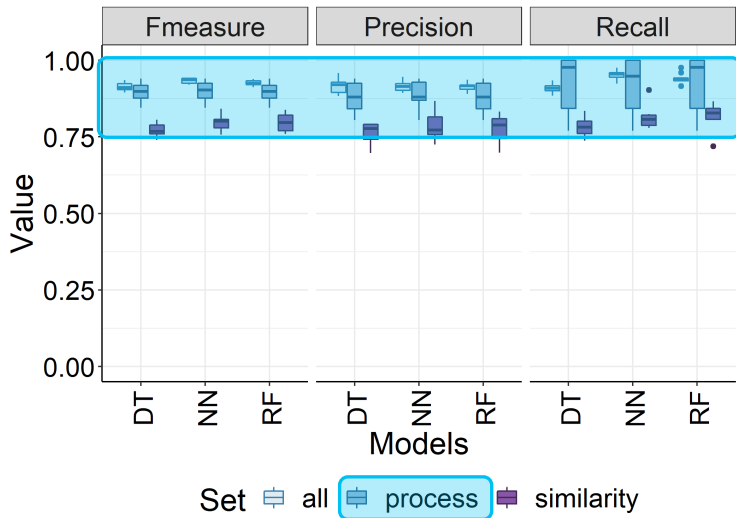 Fmeasure Precision Recall
1.00
0.75
0.50
0.25
0.00
Value
DT NN RF DT NN RF DT NN RF
Models
Set all process similarity